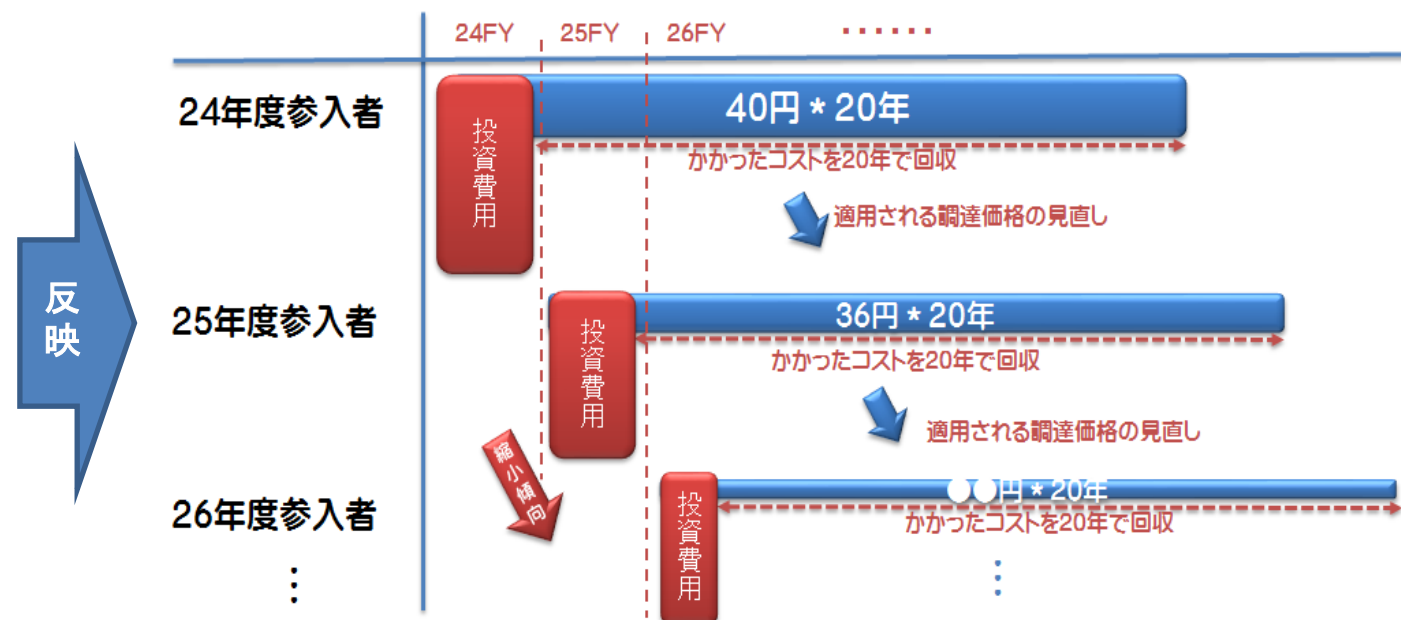 24FY 25FY 26FY ……
24年度参入者
投資費用
40円*20年
かかったコストを20年で回収
適用される調達価格の見直し
反映
25年度参入者
投資費用
36円*20年
かかったコストを20年で回収
適用される調達価格の見直し
縮小傾向
26年度参入者
投資費用
●●円*20年
かかったコストを20年で回収
⋮
⋮